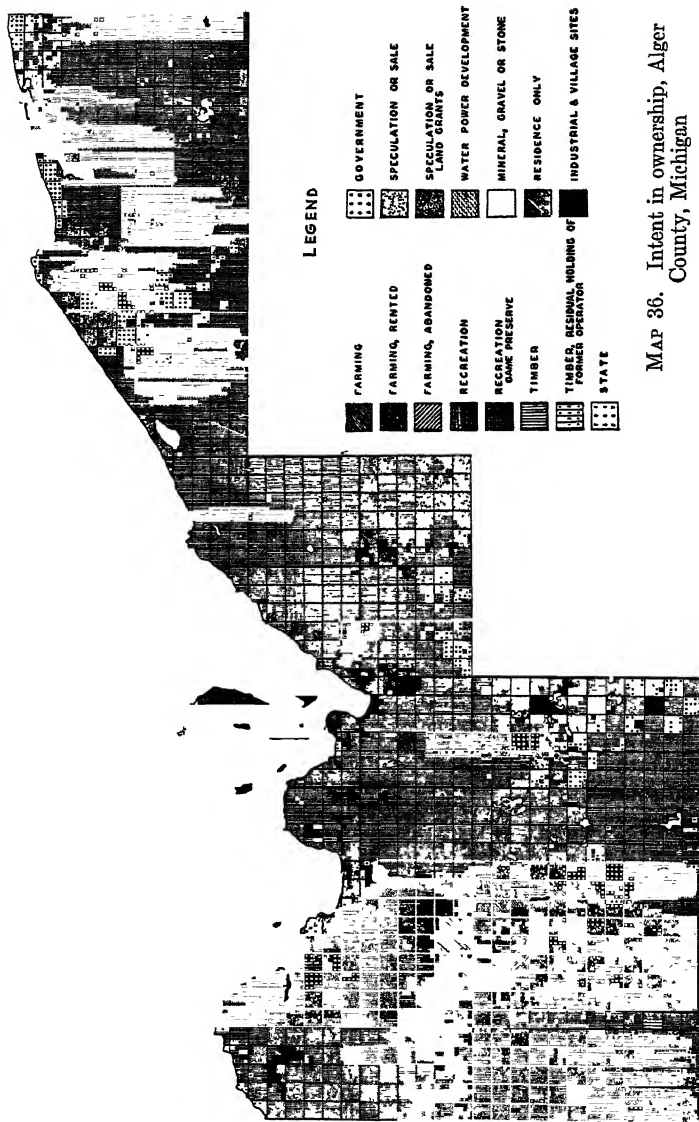 LEGEND
FARMING
FARMING, RENTED
FARMING, ABANDONED
RECREATION
RECREATION
GAME PRESERVE
TIMBER
TIMBER, RESIDUAL HOLDING OF
FORMER OPERATOR
STATE
GOVERNMENT
SPECULATION OR SALE
SPECULATION OR SALE
LAND GRANTS
WATER POWER DEVELOPMENT
MINERAL, GRAVEL OR STONE
RESIDENCE ONLY
INDUSTRIAL & VILLAGE SITES
MAP 36. Intent in ownership, Alger
County, Michigan